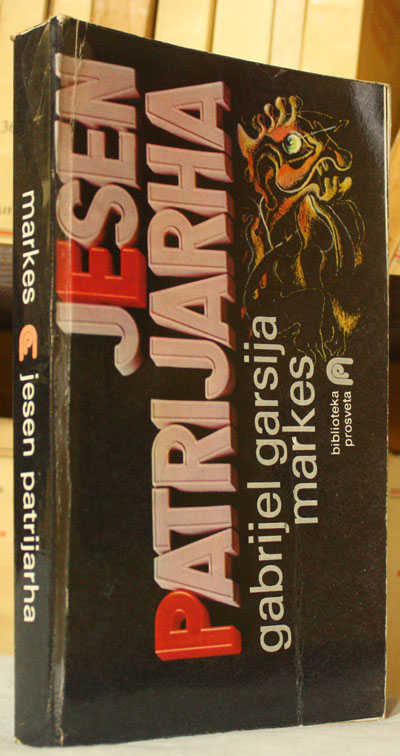 markes jesen patrijarha
JESEN
PATRIJARHA
gabrijel garsija
markes
biblioteka
prosveta